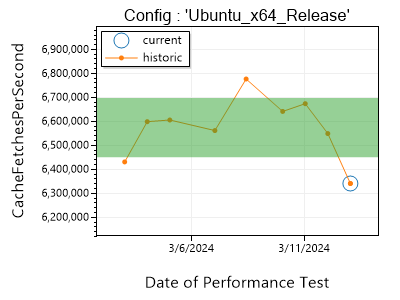 Config : 'Ubuntu_x64_Release'
current
historic
CacheFetchesPerSecond
6,900,000
6,800,000
6,700,000
6,600,000
6,500,000
6,400,000
6,300,000
6,200,000
3/6/2024
3/11/2024
Date of Performance Test